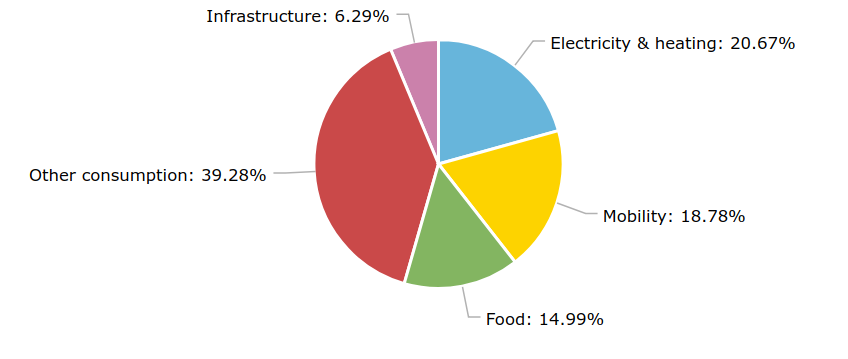 Infrastructure: 6.29%
Electricity & heating: 20.67%
Other consumption: 39.28%
Mobility: 18.78%
Food: 14.99%